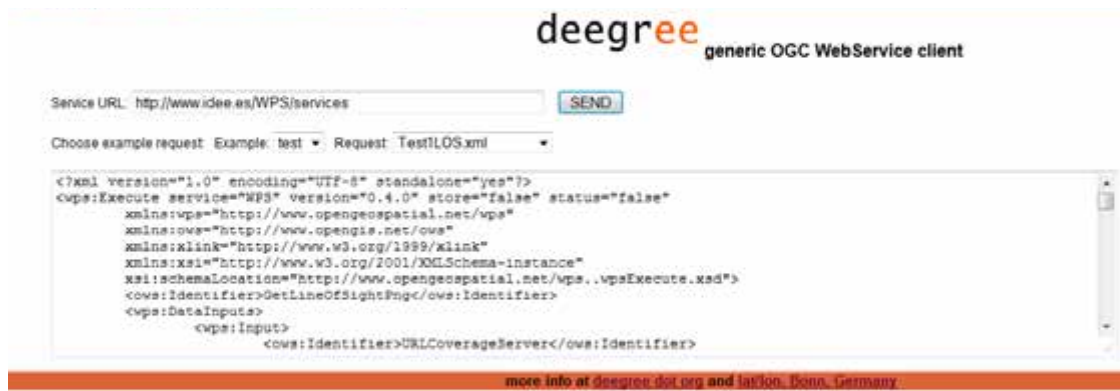 deegree
generic OGC WebService client
Service URL: http://www.idee.es/WPS/services SEND
Choose example request: Example: test Request: Test1LOS.xml
<?xml version="1.0" encoding="UTF-8" standalone="yes"?>
<wps:Execute service="WPS" version="0.4.0" store="false" status="false"
xmlns:wps="http://www.opengeospatial.net/wps"
xmlns:ows="http://www.opengis.net/ows"
xmlns:xlink="http://www.w3.org/1999/xlink"
xmlns:xsi="http://www.w3.org/2001/XMLSchema-instance"
xsi:schemaLocation="http://www.opengeospatial.net/wps..wpsExecute.xsd">
<ows:Identifier>GetLineOfSightPng</ows:Identifier>
<wps:DataInputs>
<wps:Input>
<ows:Identifier>URLCoverageServer</ows:Identifier>
more info at deegree dot org and lat/lon, Bonn, Germany